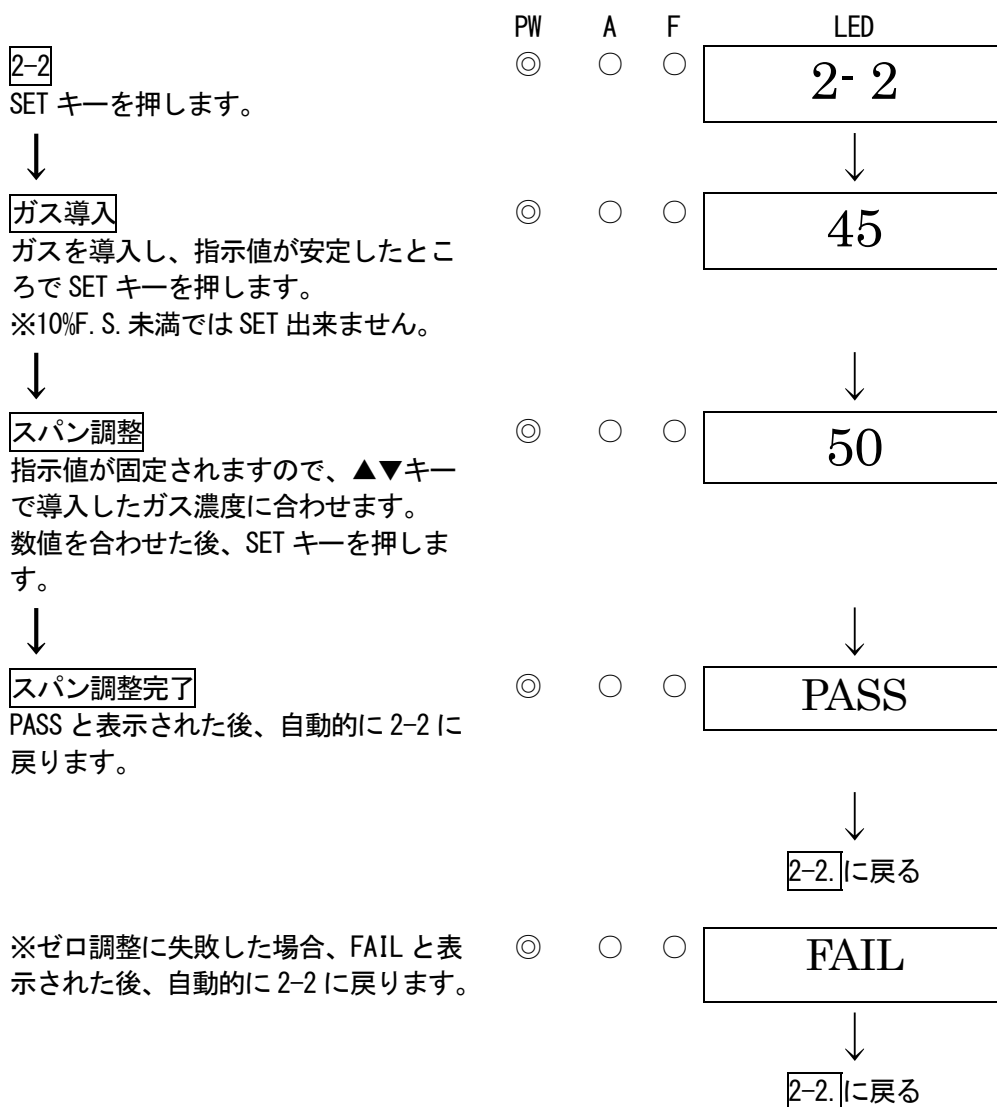 PW A F LED
2-2 ◎ ○ ○ 2- 2
SET キーを押します。
↓ ↓
ガス導入 ◎ ○ ○ 45
ガスを導入し、指示値が安定したとこ
ろで SET キーを押します。
※10%F.S.未満では SET 出来ません。
↓ ↓
スパン調整 ◎ ○ ○ 50
指示値が固定されますので、▲▼キー
で導入したガス濃度に合わせます。
数値を合わせた後、SET キーを押しま
す。
↓ ↓
スパン調整完了 ◎ ○ ○ PASS
PASS と表示された後、自動的に 2-2 に
戻ります。
↓
2-2.に戻る
※ゼロ調整に失敗した場合、FAIL と表 ◎ ○ ○ FAIL
示された後、自動的に 2-2 に戻ります。
↓
2-2.に戻る